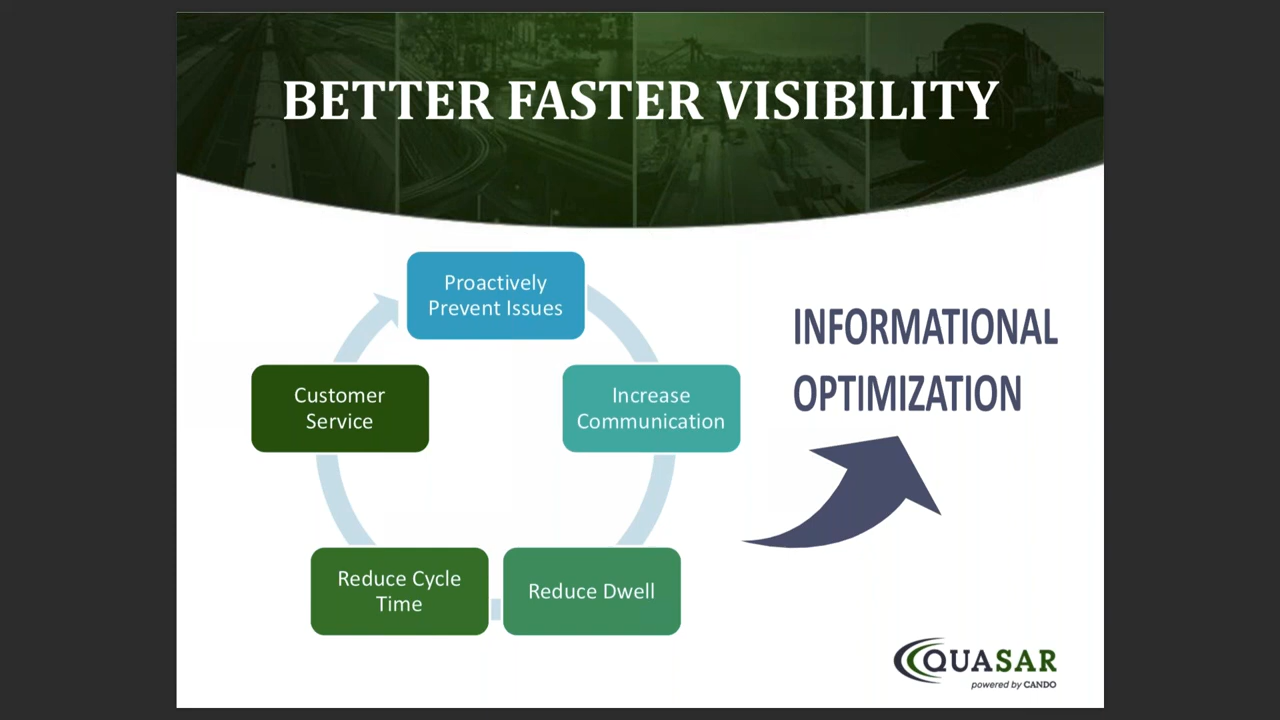 BETTER FASTER VISIBILITY
Proactively
Prevent Issues
Increase
Communication
Reduce Dwell
Reduce Cycle
Time
Customer
Service
INFORMATIONAL
OPTIMIZATION
QUASAR
powered by CANDO